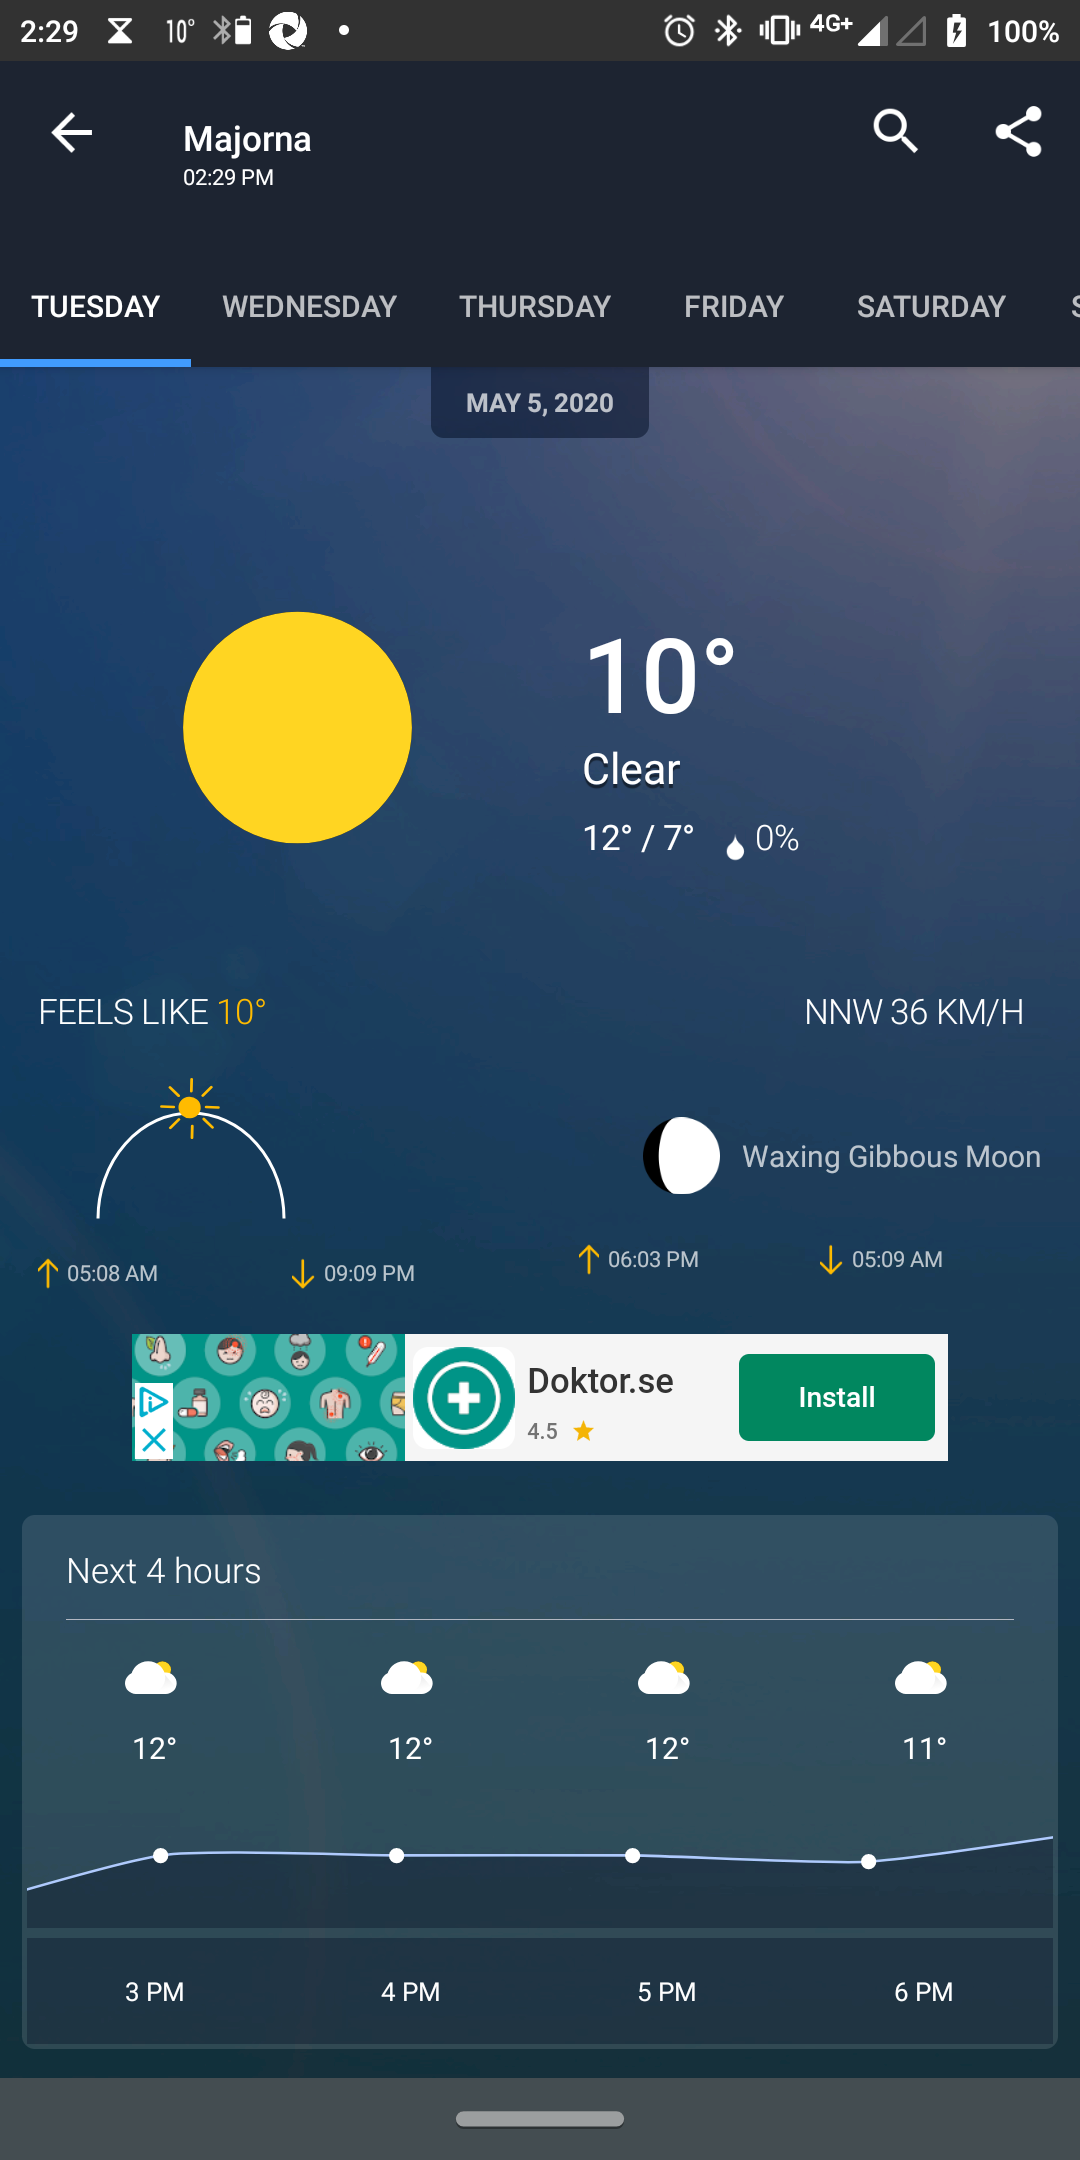 2:29 10° 4G+ 100%
Majorna
02:29 PM
TUESDAY WEDNESDAY THURSDAY FRIDAY SATURDAY S
MAY 5, 2020
10°
Clear
12° / 7° 0%
FEELS LIKE 10° NNW 36 KM/H
Waxing Gibbous Moon
05:08 AM 09:09 PM 06:03 PM 05:09 AM
Doktor.se
4.5
Install
Next 4 hours
12° 12° 12° 11°
3 PM 4 PM 5 PM 6 PM